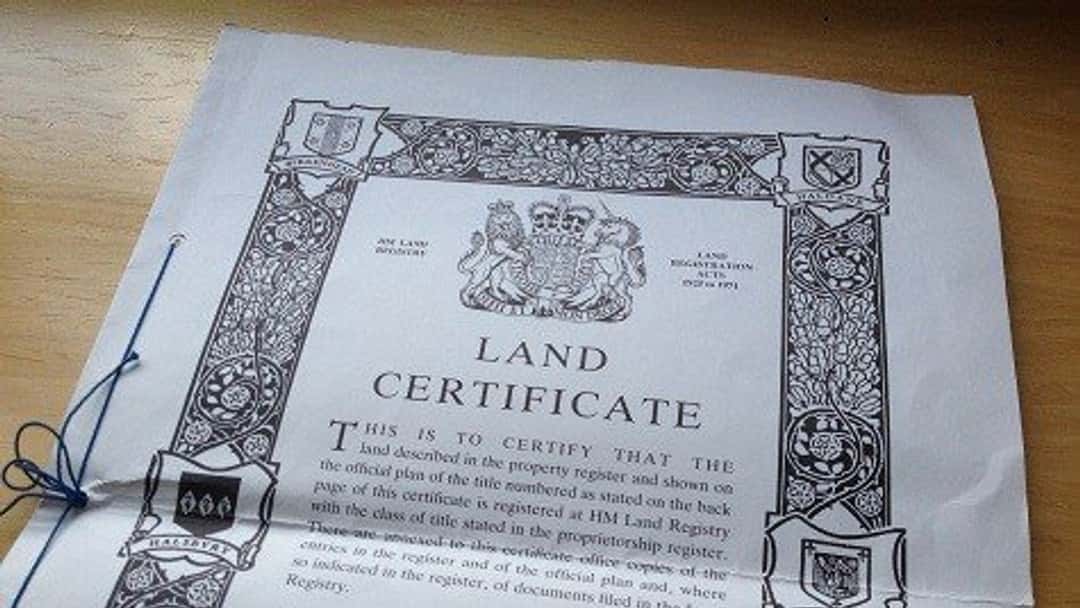 HM LAND
REGISTRY
LAND
REGISTRATION
ACTS
1925 to 1971
LAND
CERTIFICATE
THIS IS TO CERTIFY THAT THE
land described in the property register and shown on
the official plan of the title numbered as stated on the back
page of this certificate is registered at HM Land Registry
with the class of title stated in the proprietorship register.
There are annexed to this certificate office copies of the
entries in the register and of the official plan and, where
so indicated in the register, of documents filed in the
Registry.
HALSBURY